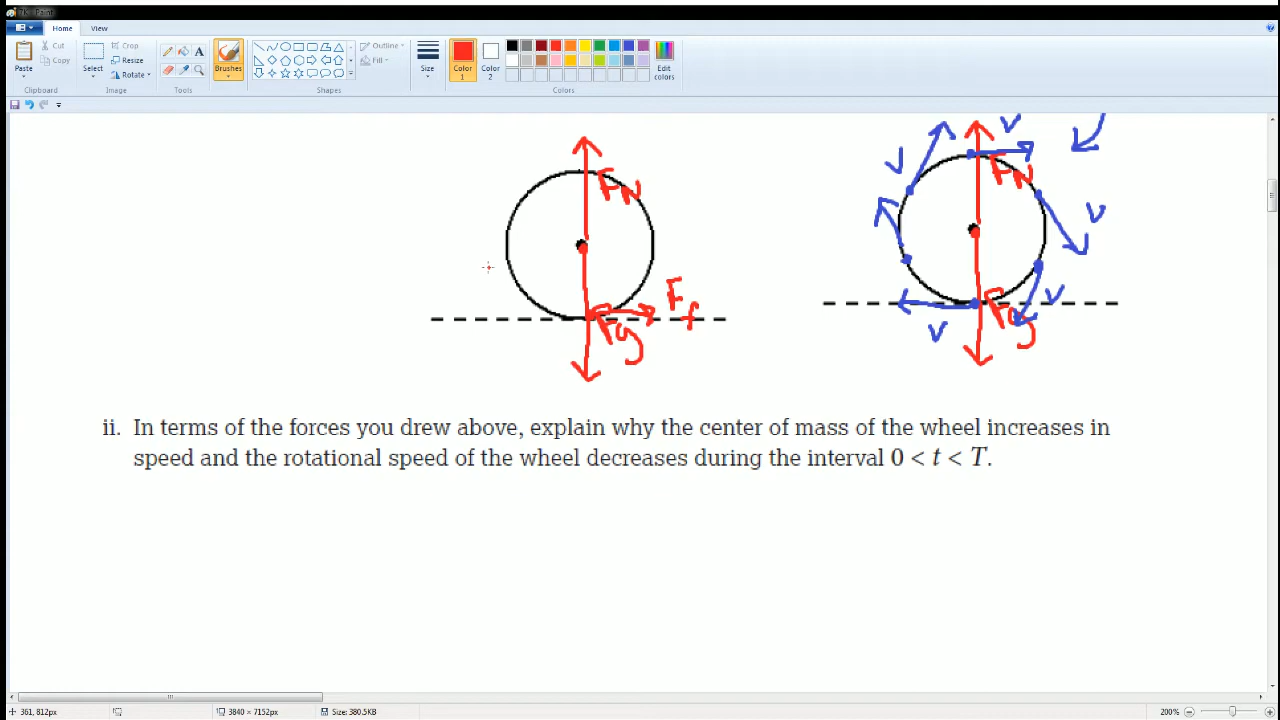 Home View
Paste
Cut
Copy
Clipboard
Select
Crop
Resize
Rotate
Image
A
Tools
Brushes
Outline
Fill
Shapes
Size
Color
1
Color
2
Edit
colors
Colors
FN
Ff
Fg
v
v
FN
v
v
v
Fg
ii. In terms of the forces you drew above, explain why the center of mass of the wheel increases in
speed and the rotational speed of the wheel decreases during the interval 0 < t < T.
361, 812px
3840 × 7152px
Size: 380.5KB
200%